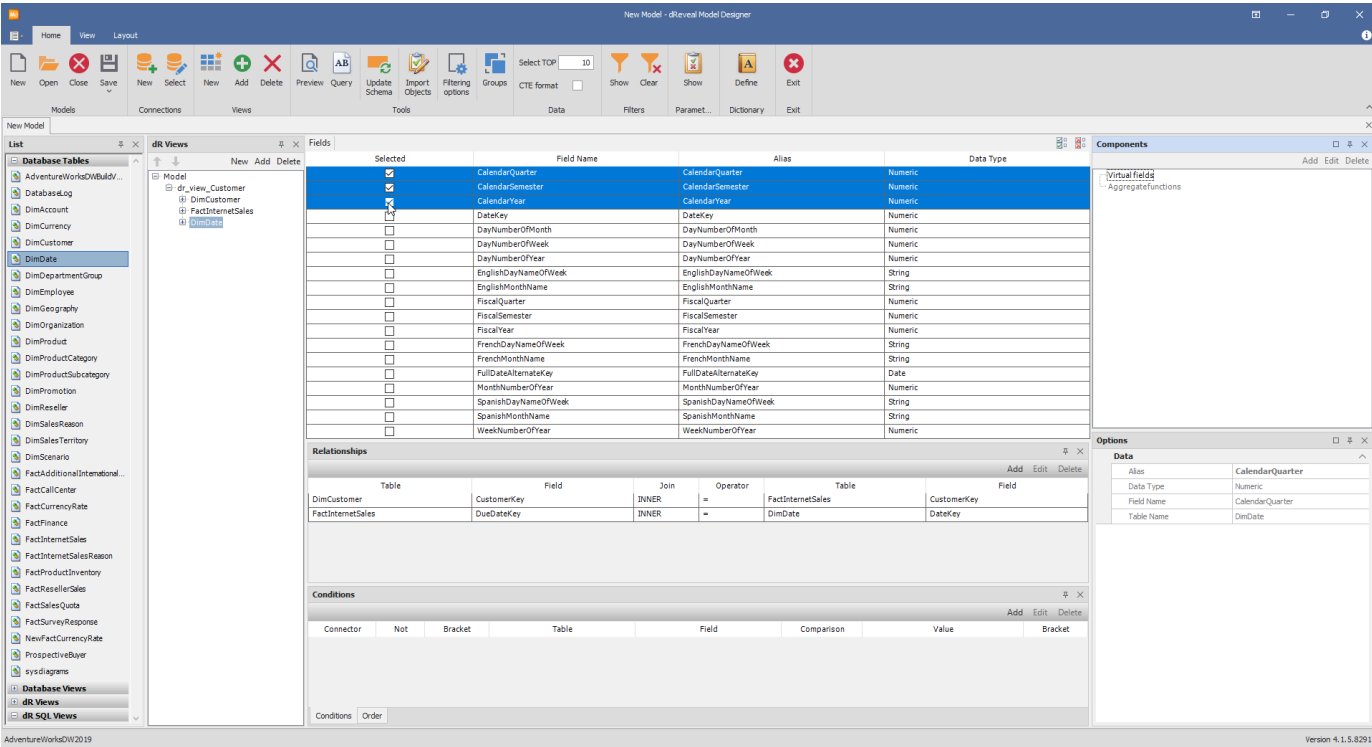 New Model - dReveal Model Designer
Home View Layout
New Open Close Save New Select New Add Delete Preview Query Update Schema Import Objects Filtering options Groups Select TOP 10 CTE format Show Clear Show Define Exit
Models Connections Views Tools Data Filters Paramet... Dictionary Exit
New Model
List
Database Tables
AdventureWorksDWBuildV...
DatabaseLog
DimAccount
DimCurrency
DimCustomer
DimDate
DimDepartmentGroup
DimEmployee
DimGeography
DimOrganization
DimProduct
DimProductCategory
DimProductSubcategory
DimPromotion
DimReseller
DimSalesReason
DimSalesTerritory
DimScenario
FactAdditionalInternational...
FactCallCenter
FactCurrencyRate
FactFinance
FactInternetSales
FactInternetSalesReason
FactProductInventory
FactResellerSales
FactSalesQuota
FactSurveyResponse
NewFactCurrencyRate
ProspectiveBuyer
sysdiagrams
Database Views
dR Views
dR SQL Views
dR Views
New Add Delete
Model
dr_view_Customer
DimCustomer
FactInternetSales
DimDate
Fields
Selected Field Name Alias Data Type
CalendarQuarter CalendarQuarter Numeric
CalendarSemester CalendarSemester Numeric
CalendarYear CalendarYear Numeric
DateKey DateKey Numeric
DayNumberOfMonth DayNumberOfMonth Numeric
DayNumberOfWeek DayNumberOfWeek Numeric
DayNumberOfYear DayNumberOfYear Numeric
EnglishDayNameOfWeek EnglishDayNameOfWeek String
EnglishMonthName EnglishMonthName String
FiscalQuarter FiscalQuarter Numeric
FiscalSemester FiscalSemester Numeric
FiscalYear FiscalYear Numeric
FrenchDayNameOfWeek FrenchDayNameOfWeek String
FrenchMonthName FrenchMonthName String
FullDateAlternateKey FullDateAlternateKey Date
MonthNumberOfYear MonthNumberOfYear Numeric
SpanishDayNameOfWeek SpanishDayNameOfWeek String
SpanishMonthName SpanishMonthName String
WeekNumberOfYear WeekNumberOfYear Numeric
Relationships
Add Edit Delete
Table Field Join Operator Table Field
DimCustomer CustomerKey INNER = FactInternetSales CustomerKey
FactInternetSales DueDateKey INNER = DimDate DateKey
Conditions
Add Edit Delete
Connector Not Bracket Table Field Comparison Value Bracket
Conditions Order
Components
Add Edit Delete
Virtual fields
Aggregatefunctions
Options
Data
Alias CalendarQuarter
Data Type Numeric
Field Name CalendarQuarter
Table Name DimDate
AdventureWorksDW2019
Version 4.1.5.8291